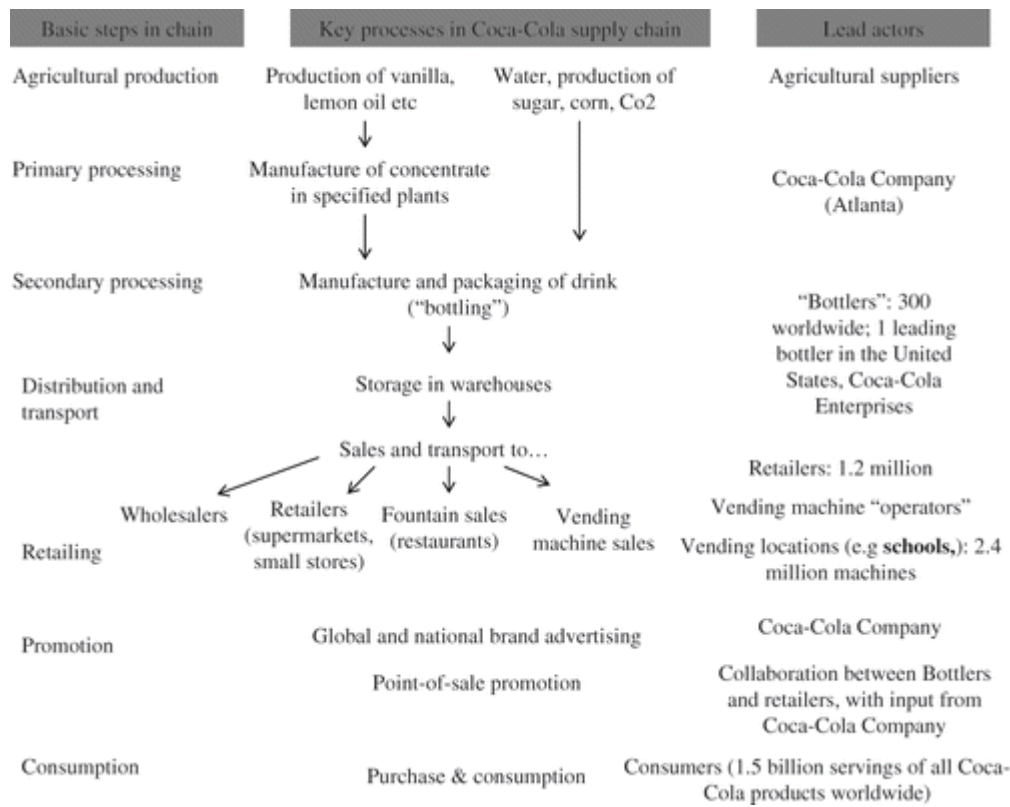 Basic steps in chain
Key processes in Coca-Cola supply chain
Lead actors
Agricultural production
Production of vanilla,
lemon oil etc
Water, production of
sugar, corn, Co2
Agricultural suppliers
Primary processing
Manufacture of concentrate
in specified plants
Coca-Cola Company
(Atlanta)
Secondary processing
Manufacture and packaging of drink
(“bottling”)
“Bottlers”: 300
worldwide; 1 leading
bottler in the United
States, Coca-Cola
Enterprises
Distribution and
transport
Storage in warehouses
Sales and transport to…
Retailers: 1.2 million
Wholesalers
Retailers
(supermarkets,
small stores)
Fountain sales
(restaurants)
Vending
machine sales
Vending machine “operators”
Retailing
Vending locations (e.g schools,): 2.4
million machines
Promotion
Global and national brand advertising
Coca-Cola Company
Point-of-sale promotion
Collaboration between Bottlers
and retailers, with input from
Coca-Cola Company
Consumption
Purchase & consumption
Consumers (1.5 billion servings of all Coca-
Cola products worldwide)